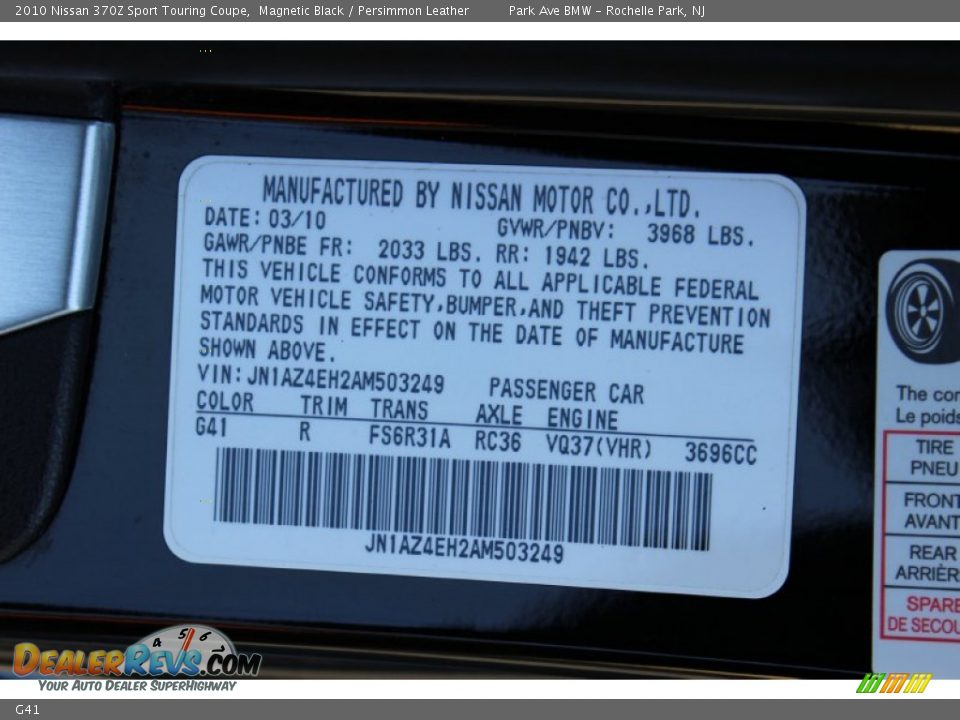 2010 Nissan 370Z Sport Touring Coupe,  Magnetic Black / Persimmon Leather        Park Ave BMW - Rochelle Park, NJ
MANUFACTURED BY NISSAN MOTOR CO.,LTD.
DATE:03/10        GVWR/PNBV:   3968 LBS.
GAWR/PNBE FR:  2033 LBS. RR:1942 LBS.
THIS VEHICLE CONFORMS TO ALL APPLICABLE FEDERAL
MOTOR VEHICLE SAFETY,BUMPER,AND THEFT PREVENTION
STANDARDS IN EFFECT ON THE DATE OF MANUFACTURE
SHOWN ABOVE.
VIN:JN1AZ4EH2AM503249    PASSENGER CAR
COLOR    TRIM  TRANS    AXLE  ENGINE
G41      R     FS6R31A  RC36  VQ37(VHR)   3696CC
JN1AZ4EH2AM503249
The con
Le poids
TIRE
PNEU
FRONT
AVANT
REAR
ARRIÈR
SPARE
DE SECOU
4 5 6
DEALERREVS.COM
YOUR AUTO DEALER SUPERHIGHWAY
G41